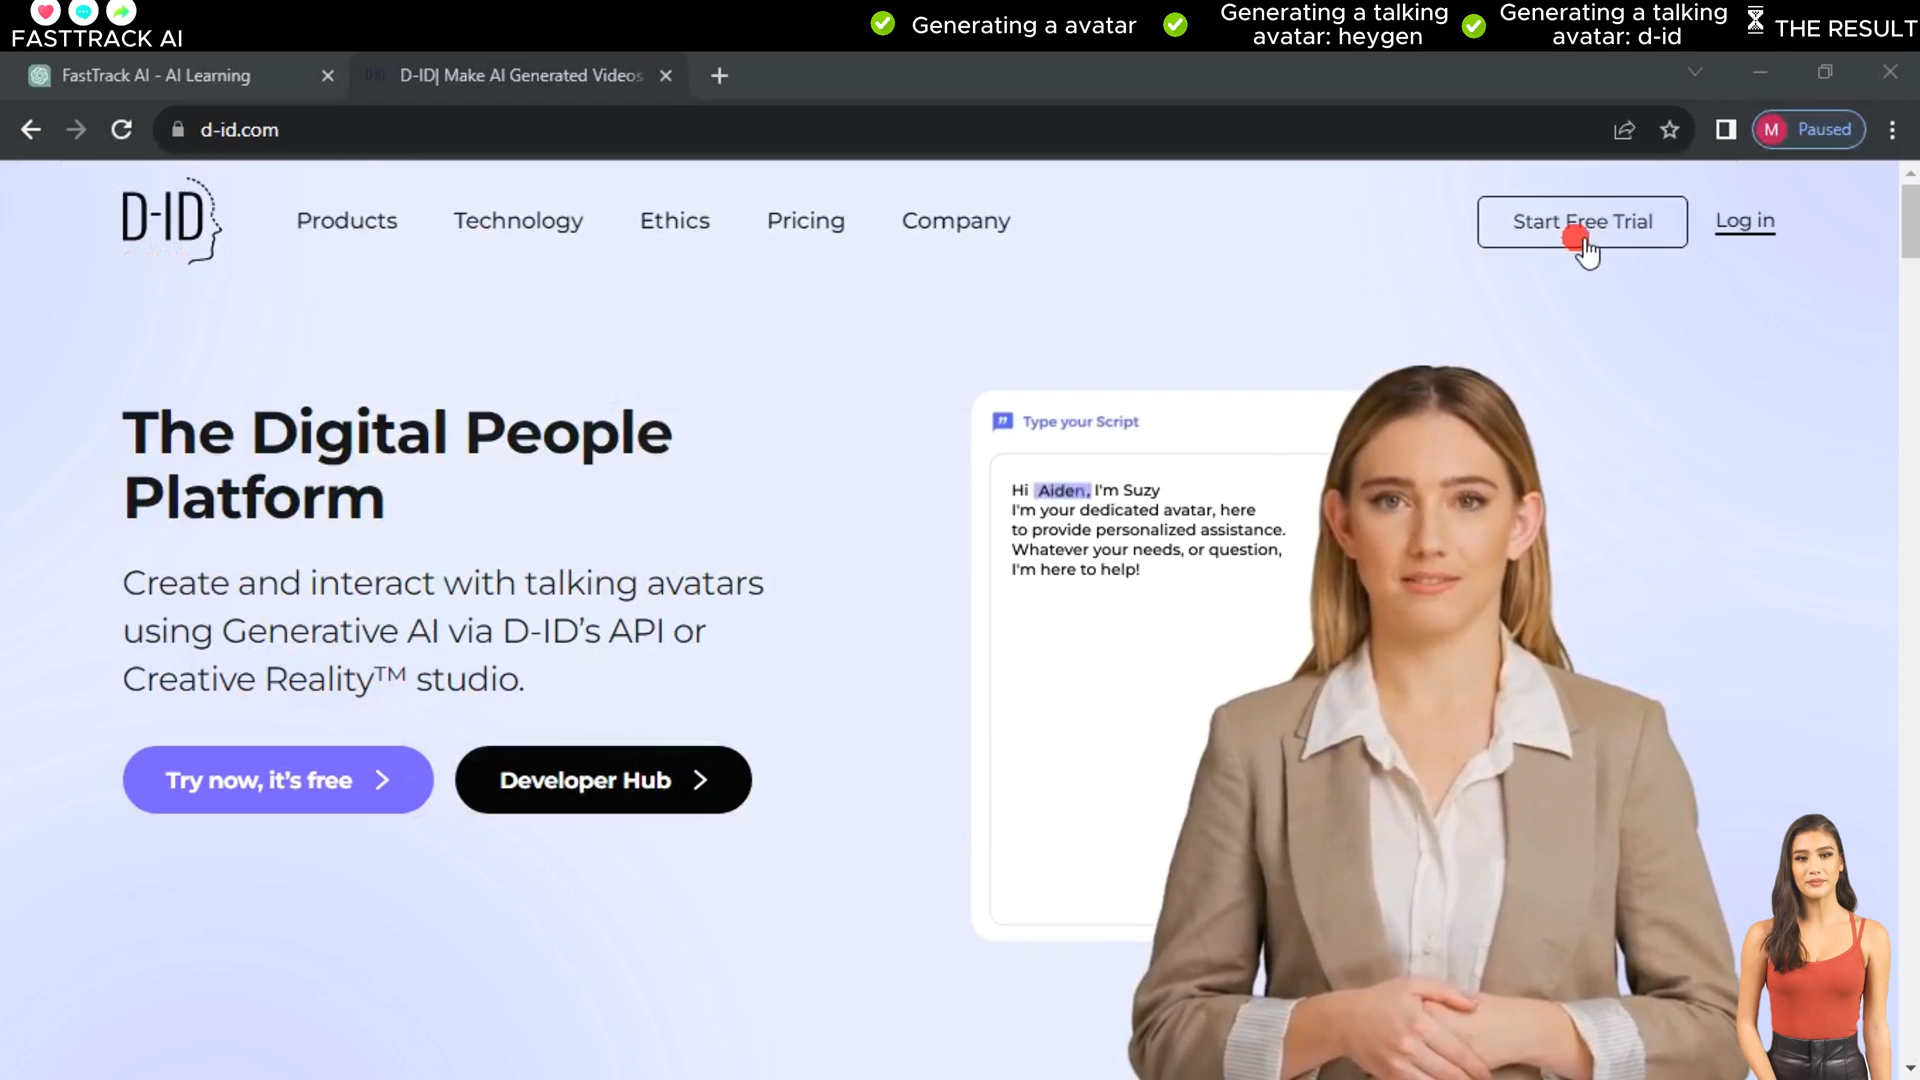 FASTTRACK AI
Generating a avatar
Generating a talking
avatar: heygen
Generating a talking
avatar: d-id
THE RESULT
FastTrack AI - AI Learning
D-ID| Make AI Generated Videos
d-id.com
M Paused
D-ID
Products
Technology
Ethics
Pricing
Company
Start Free Trial
Log in
The Digital People
Platform
Create and interact with talking avatars
using Generative AI via D-ID’s API or
Creative Reality™ studio.
Try now, it’s free
Developer Hub
Type your Script
Hi Aiden, I'm Suzy
I'm your dedicated avatar, here
to provide personalized assistance.
Whatever your needs, or question,
I'm here to help!